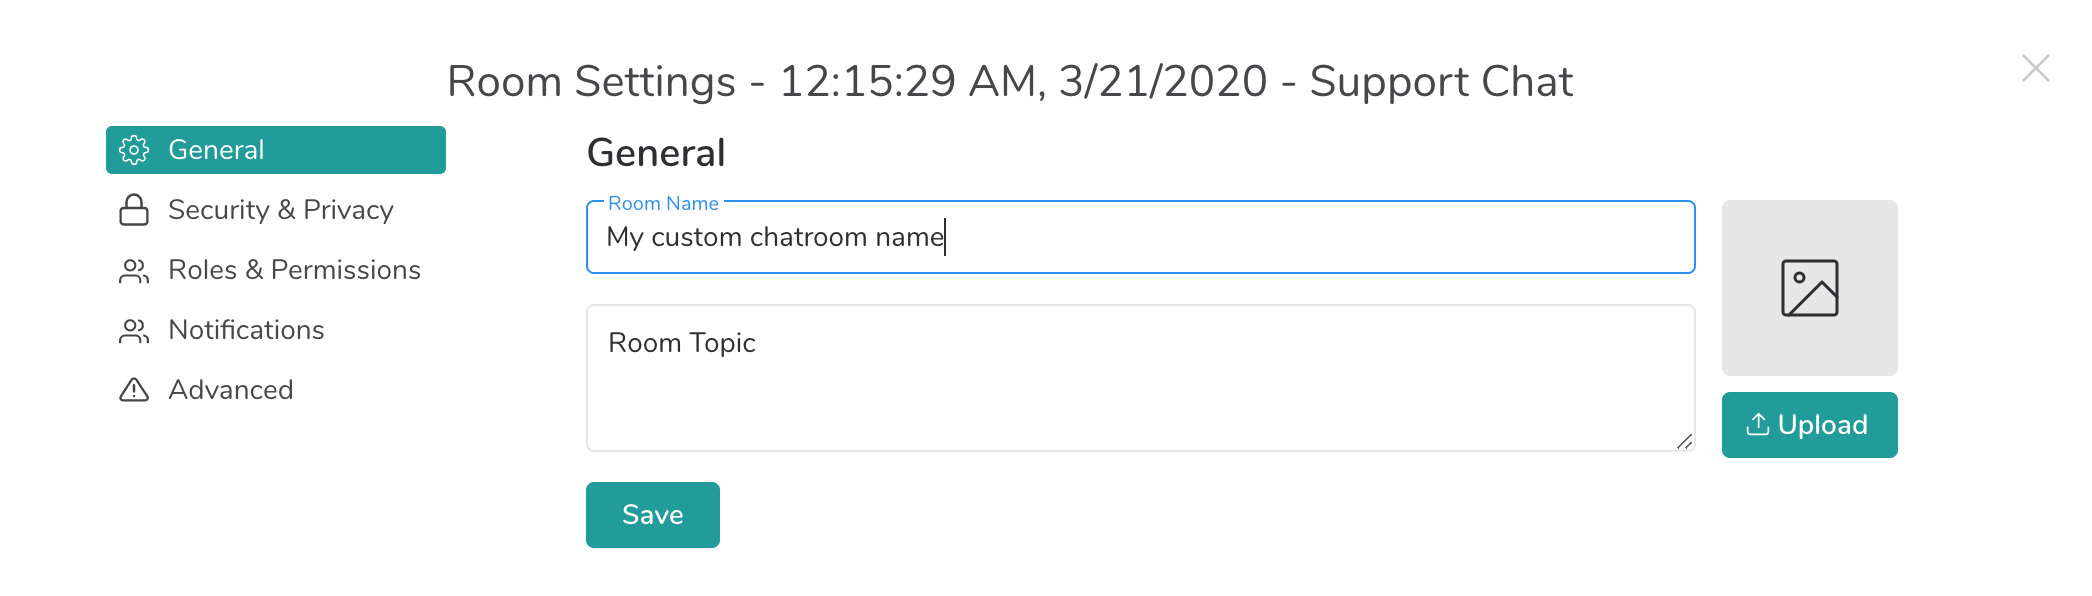 Room Settings - 12:15:29 AM, 3/21/2020 - Support Chat
General
Security & Privacy
Roles & Permissions
Notifications
Advanced
General
Room Name
My custom chatroom name
Room Topic
Upload
Save